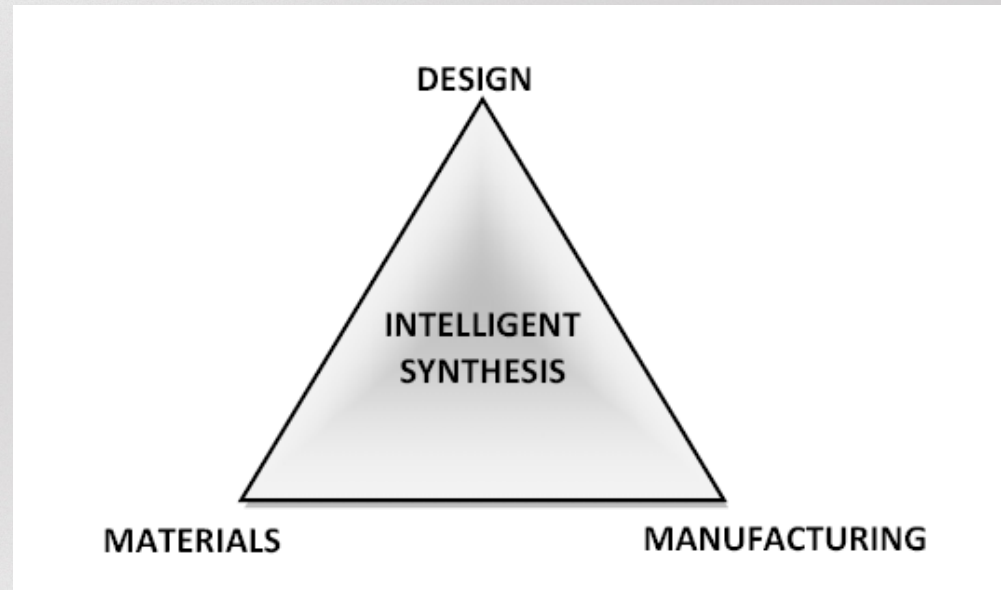 DESIGN
INTELLIGENT
SYNTHESIS
MATERIALS
MANUFACTURING